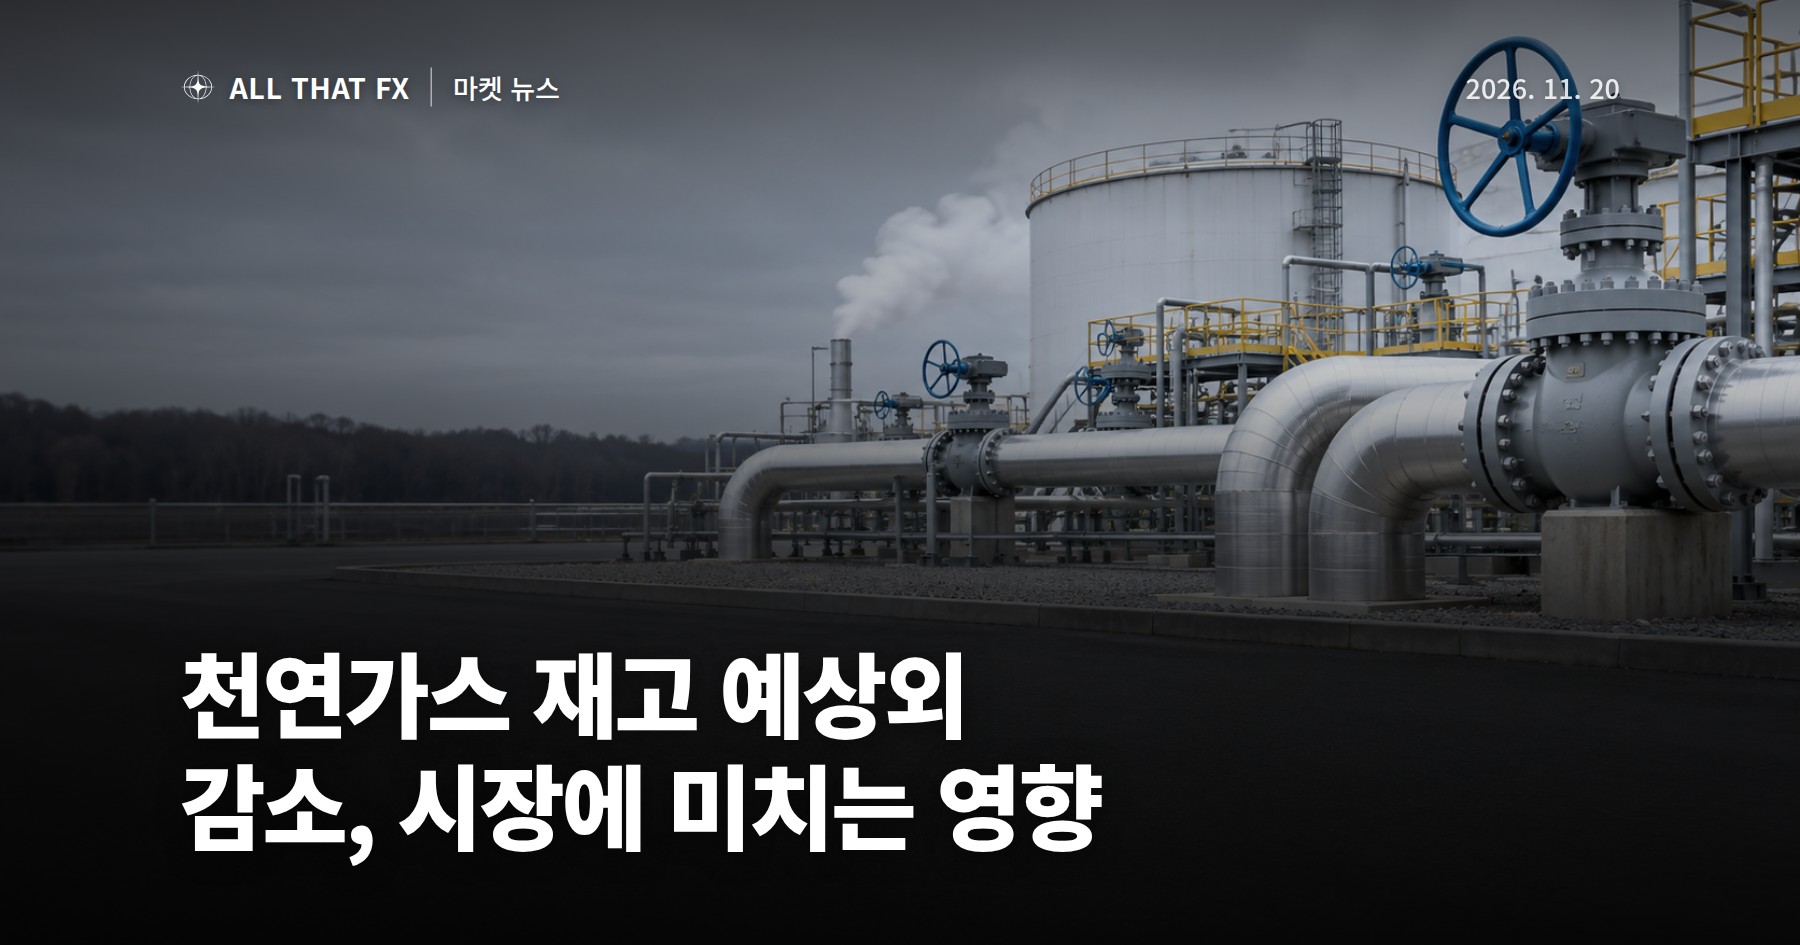 ALL THAT FX | 마켓 뉴스
2026. 11. 20
천연가스 재고 예상외
감소, 시장에 미치는 영향